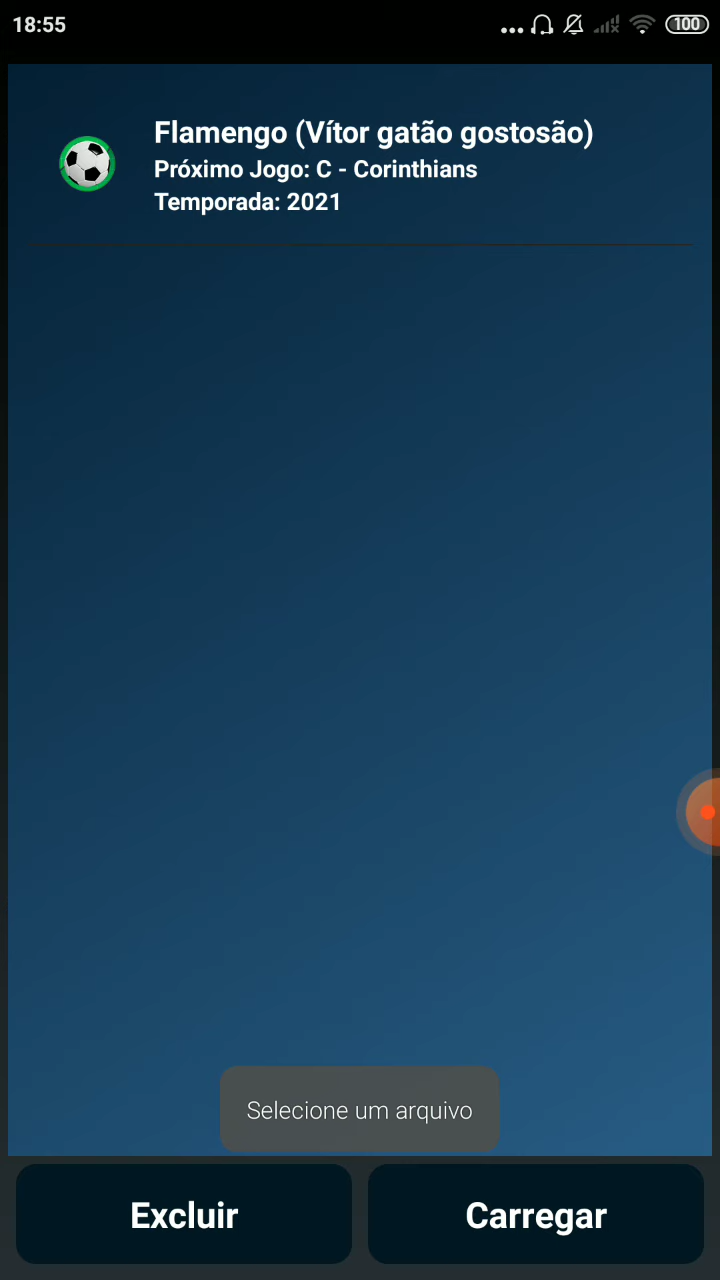 18:55
100
Flamengo (Vítor gatão gostosão)
Próximo Jogo: C - Corinthians
Temporada: 2021
Selecione um arquivo
Excluir
Carregar